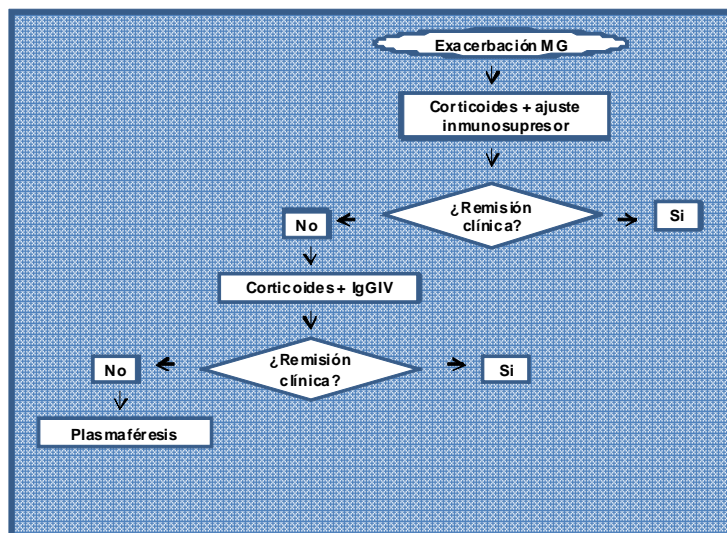 Exacerbación MG
Corticoides + ajuste
inmunosupresor
¿Remisión
clínica?
No
Si
Corticoides + IgGIV
¿Remisión
clínica?
No
Si
Plasmaféresis